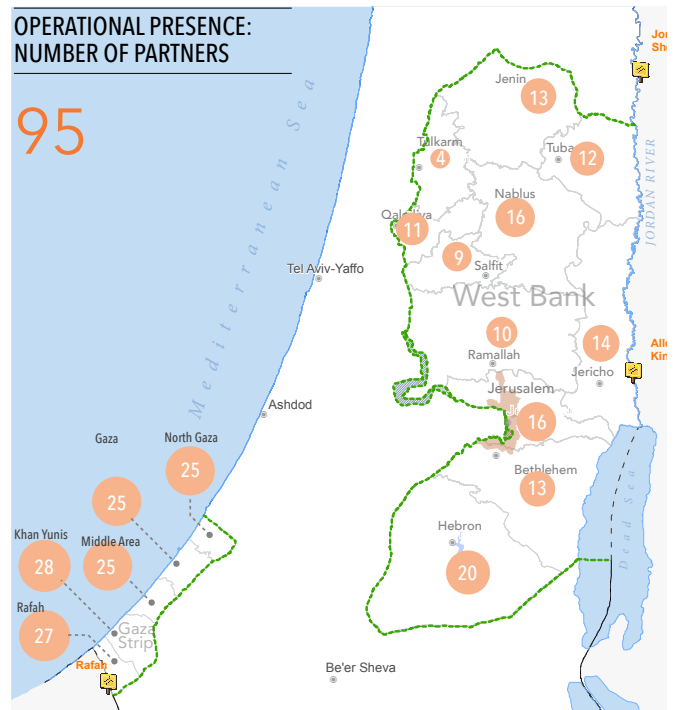 OPERATIONAL PRESENCE:
NUMBER OF PARTNERS
95
Mediterranean Sea
Jenin
13
Tulkarm
4
12
Nablus
16
11
9
Salfit
JORDAN RIVER
Tel Aviv-Yaffo
West Bank
10
Ramallah
14
Jericho
Ashdod
Jerusalem
16
Bethlehem
13
Hebron
20
Dead Sea
Gaza
25
North Gaza
25
Khan Yunis
28
Middle Area
25
Rafah
27
Gaza
Strip
Rafah
Be'er Sheva